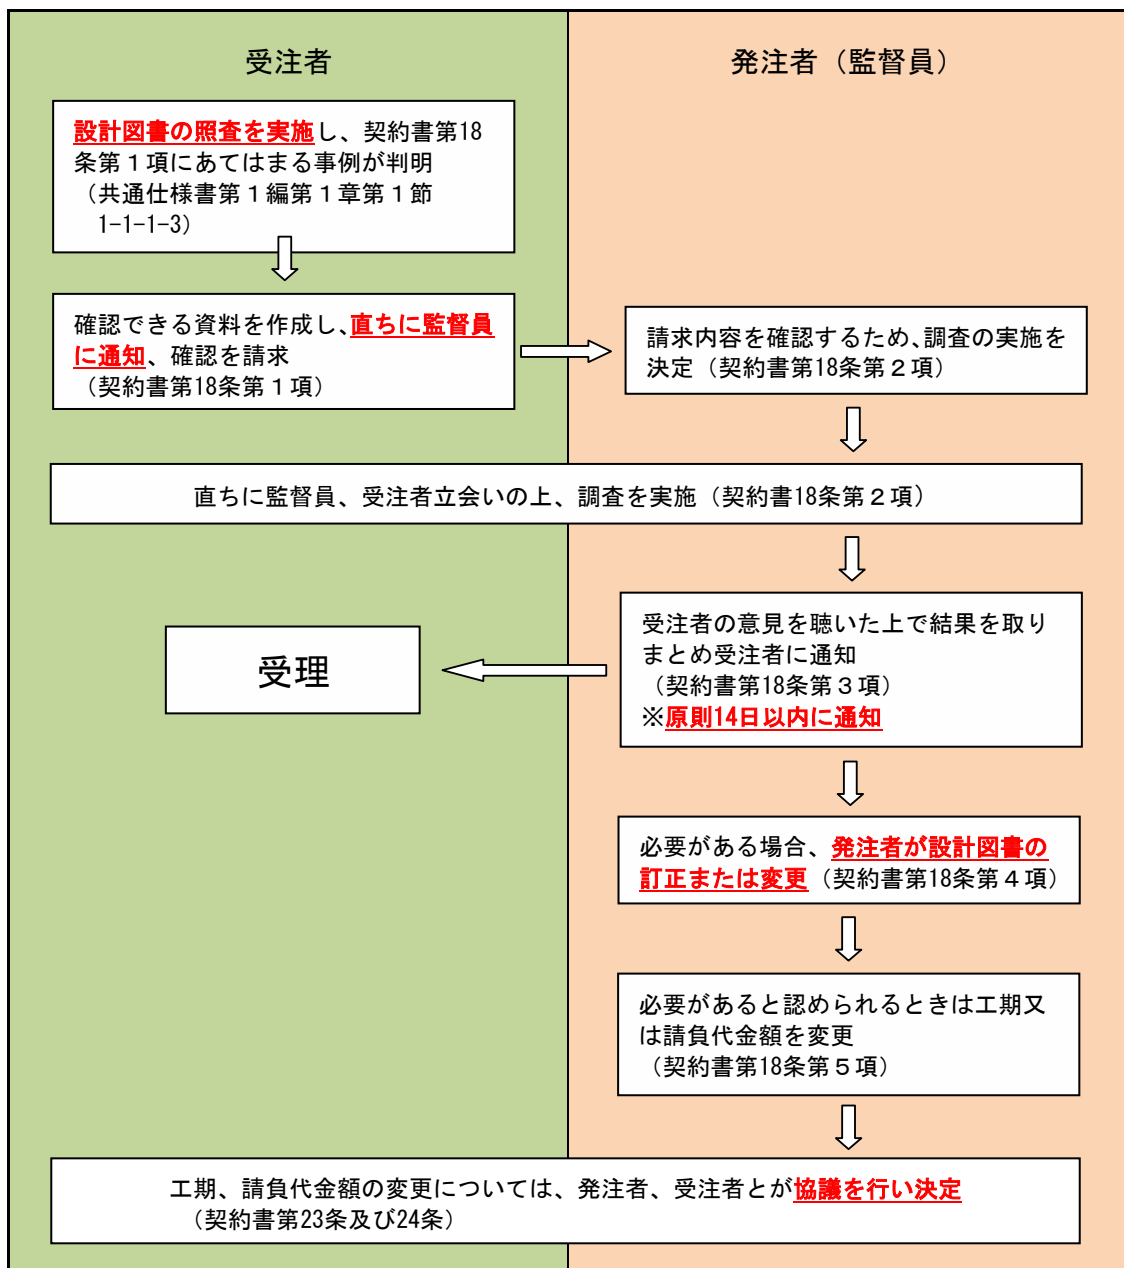 受注者
発注者（監督員）
設計図書の照査を実施し、契約書第18
条第１項にあてはまる事例が判明
（共通仕様書第１編第１章第１節
1-1-1-3）
確認できる資料を作成し、直ちに監督員
に通知、確認を請求
（契約書第18条第１項）
請求内容を確認するため、調査の実施を
決定（契約書第18条第２項）
直ちに監督員、受注者立会いの上、調査を実施（契約書18条第２項）
受注者の意見を聴いた上で結果を取り
まとめ受注者に通知
（契約書第18条第３項）
※原則14日以内に通知
受理
必要がある場合、発注者が設計図書の
訂正または変更（契約書第18条第４項）
必要があると認められるときは工期又
は請負代金額を変更
（契約書第18条第５項）
工期、請負代金額の変更については、発注者、受注者とが協議を行い決定
（契約書第23条及び24条）